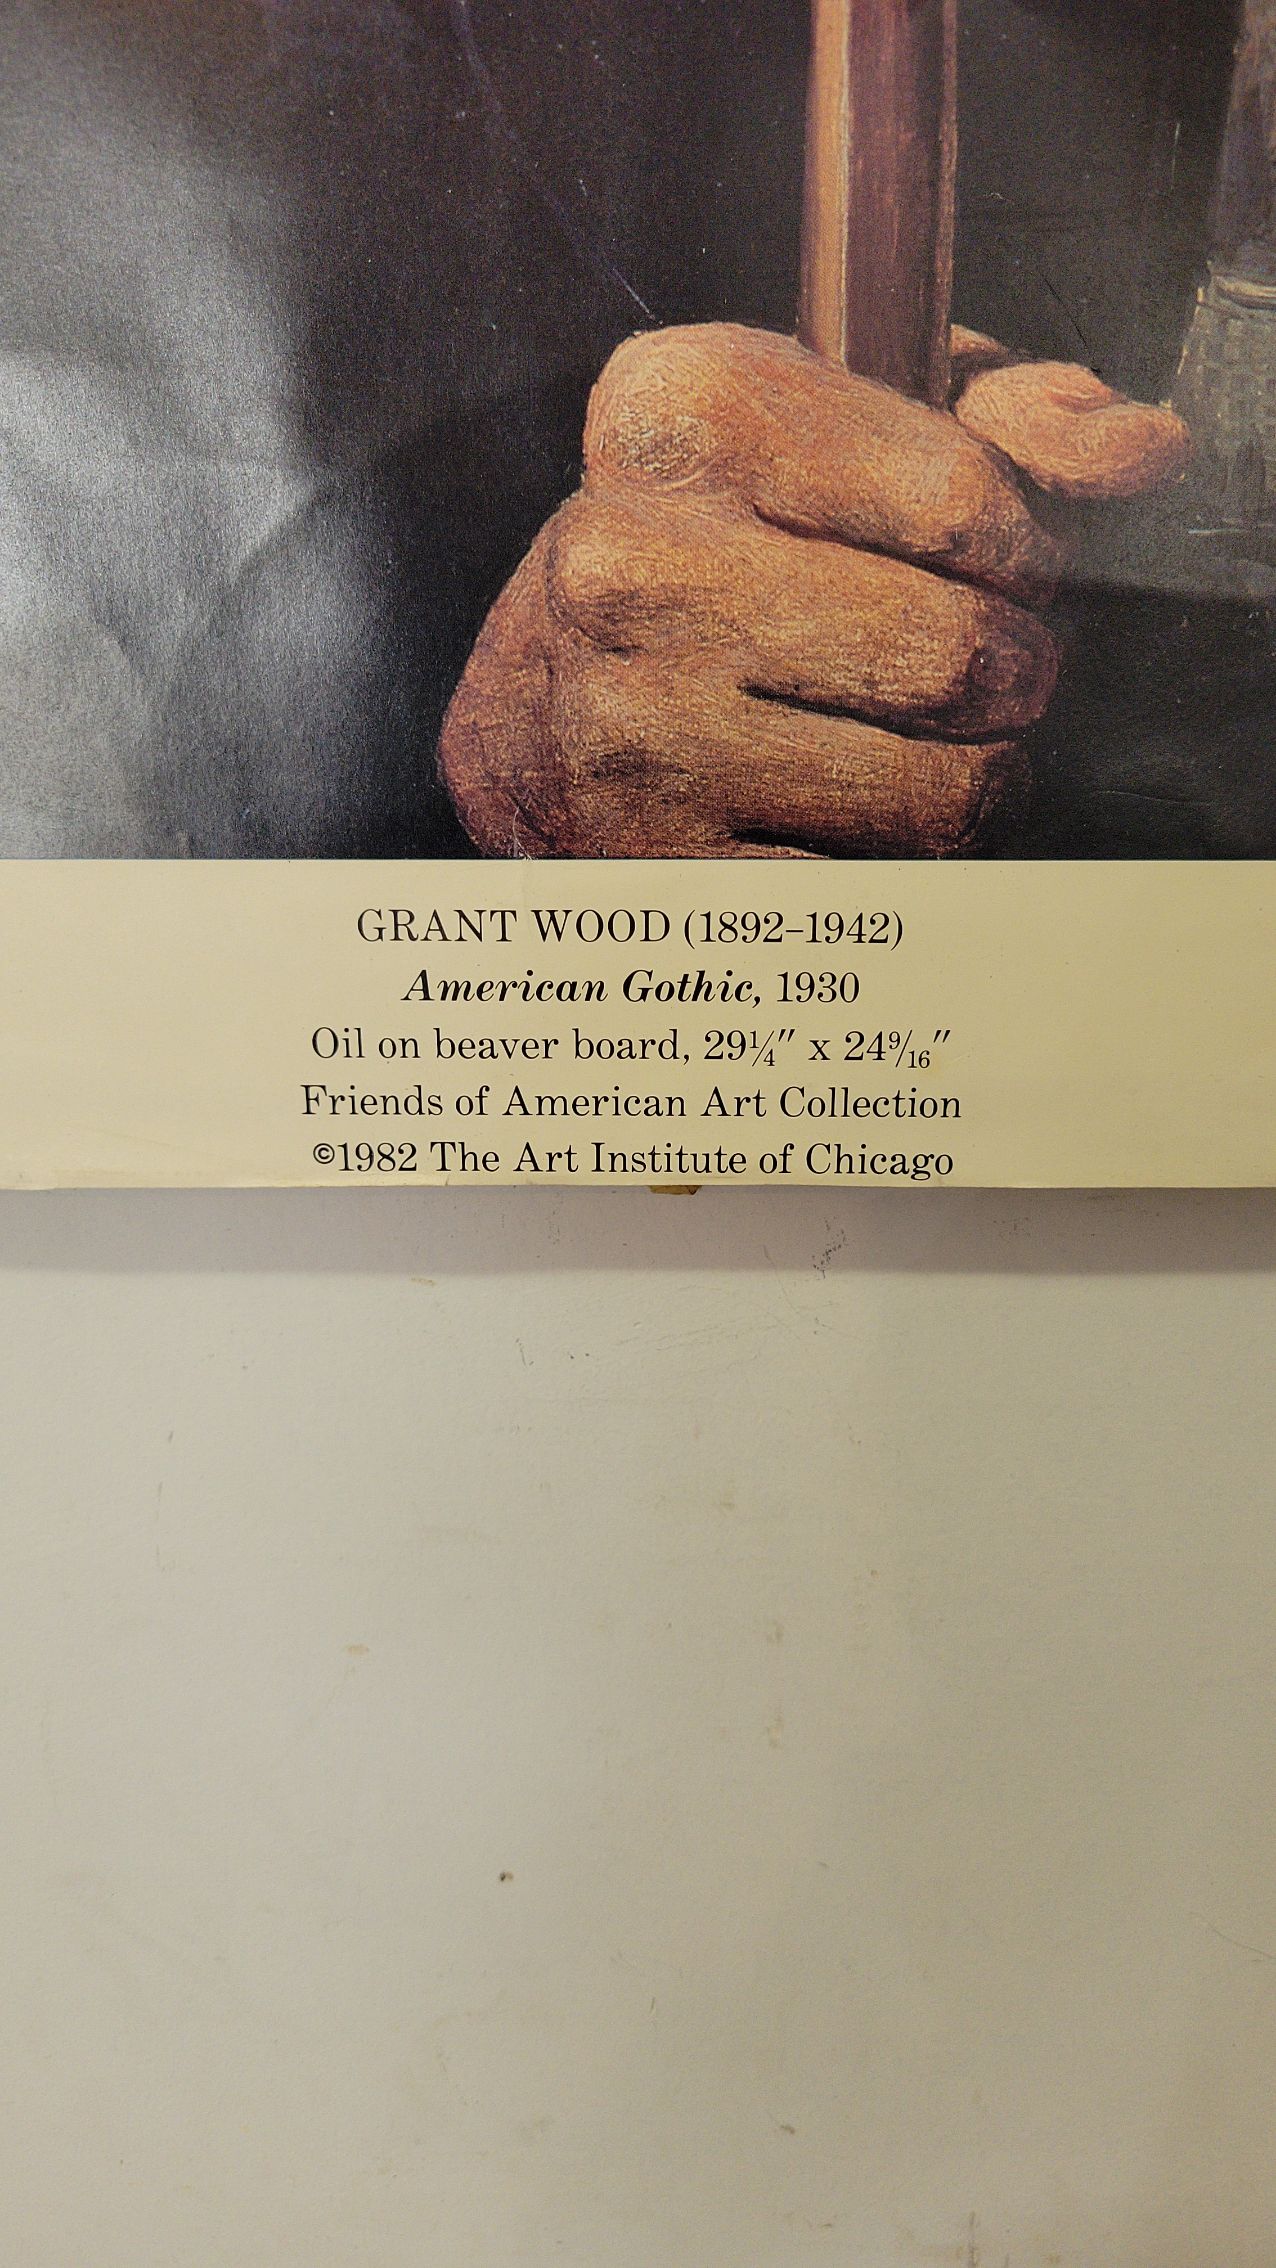 GRANT WOOD (1892–1942)
American Gothic, 1930
Oil on beaver board, 29¼″ x 24⁹⁄₁₆″
Friends of American Art Collection
©1982 The Art Institute of Chicago